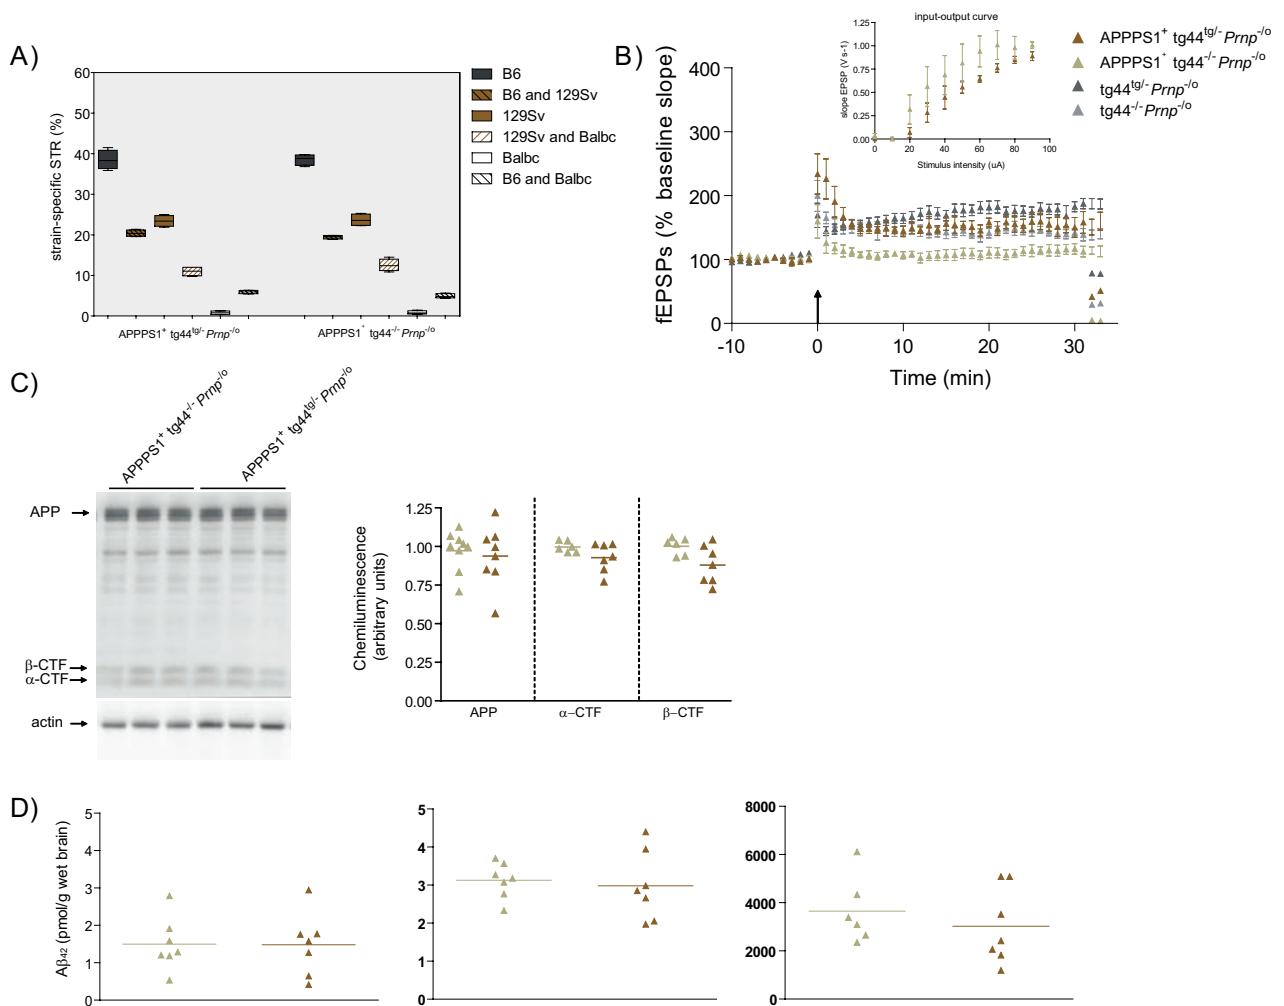 A)
strain-specific STR (%)
60
50
40
30
20
10
0
APPPS1+ tg44tg/- Prnp-/o
APPPS1+ tg44-/- Prnp-/o
B6
B6 and 129Sv
129Sv
129Sv and Balbc
Balbc
B6 and Balbc
B)
fEPSPs (% baseline slope)
400
300
200
100
0
-10
0
10
20
30
Time (min)
input-output curve
slope EPSP (V s-1)
1.25
1.00
0.75
0.50
0.25
0.00
0
20
40
60
80
100
Stimulus intensity (uA)
APPPS1+ tg44tg/- Prnp-/o
APPPS1+ tg44-/- Prnp-/o
tg44tg/- Prnp-/o
tg44-/- Prnp-/o
C)
APPPS1+ tg44-/- Prnp-/o
APPPS1+ tg44tg/- Prnp-/o
APP
β-CTF
α-CTF
actin
Chemiluminescence
(arbitrary units)
1.25
1.00
0.75
0.50
0.25
0.00
APP
α–CTF
β–CTF
D)
Aβ42 (pmol/g wet brain)
5
4
3
2
1
0
5
4
3
2
1
0
8000
6000
4000
2000
0